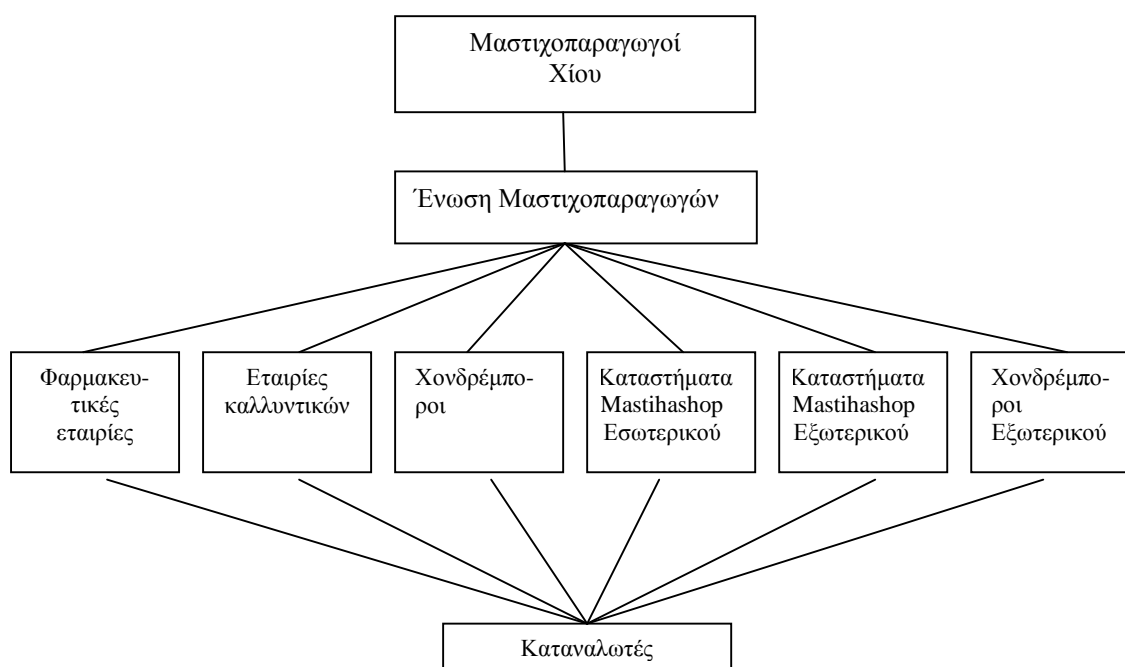 Μαστιχοπαραγωγοί
Χίου
Ένωση Μαστιχοπαραγωγών
Φαρμακευ-
τικές
εταιρίες
Εταιρίες
καλλυντικών
Χονδρέμπο-
ροι
Καταστήματα
Mastihashop
Εσωτερικού
Καταστήματα
Mastihashop
Εξωτερικού
Χονδρέμπο-
ροι
Εξωτερικού
Καταναλωτές